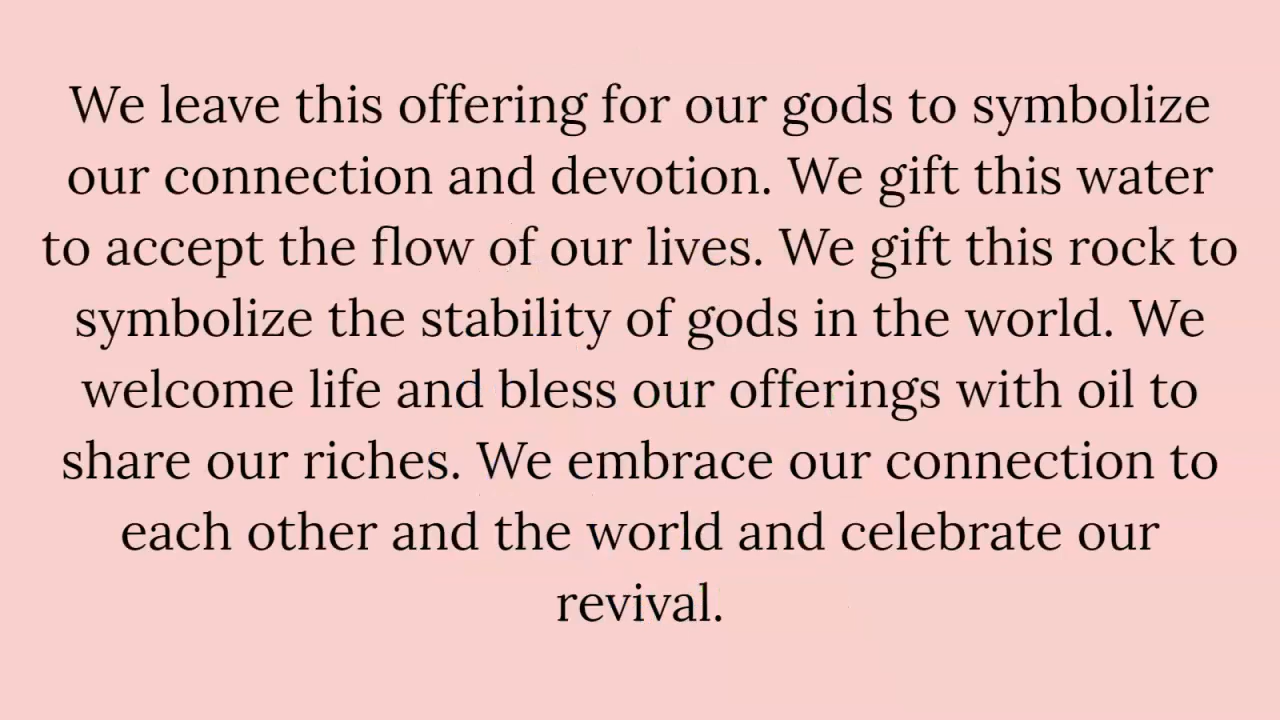 We leave this offering for our gods to symbolize
our connection and devotion. We gift this water
to accept the flow of our lives. We gift this rock to
symbolize the stability of gods in the world. We
welcome life and bless our offerings with oil to
share our riches. We embrace our connection to
each other and the world and celebrate our
revival.